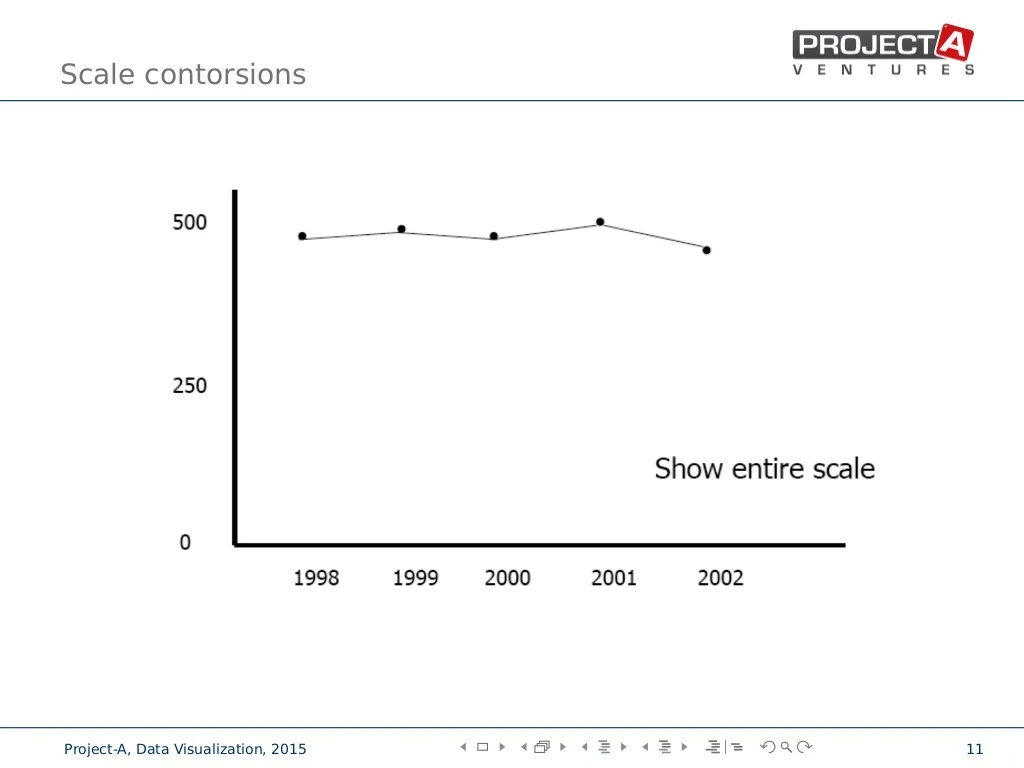 PROJECT A
VENTURES
Scale contorsions
500
250
Show entire scale
0
1998 1999 2000 2001 2002
Project-A, Data Visualization, 2015
11